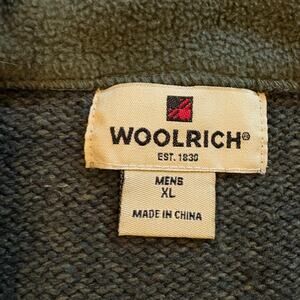 WOOLRICH®
EST. 1830
MENS
XL
MADE IN CHINA